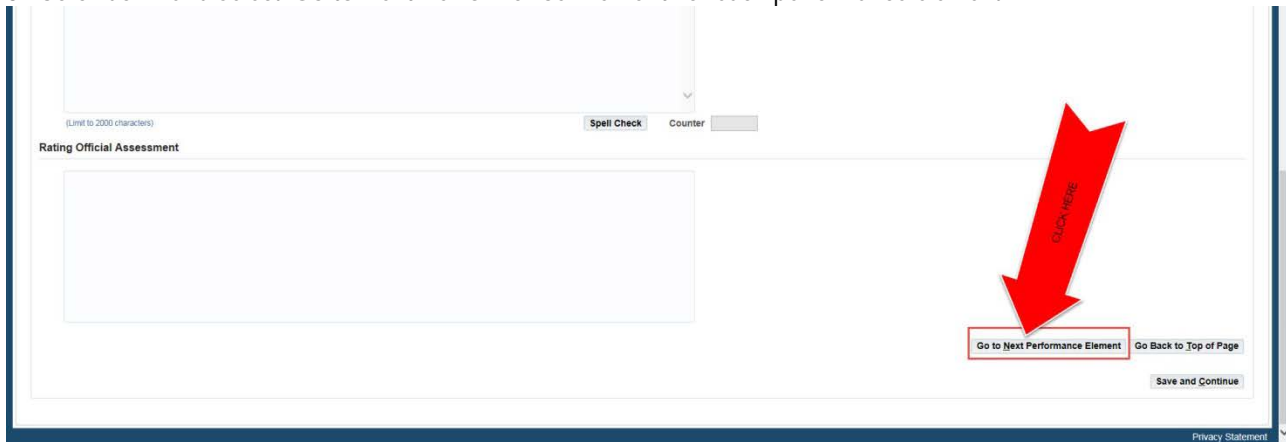 (Limit to 2000 characters)
Spell Check
Counter
Rating Official Assessment
CLICK HERE
Go to Next Performance Element
Go Back to Top of Page
Save and Continue
Privacy Statement